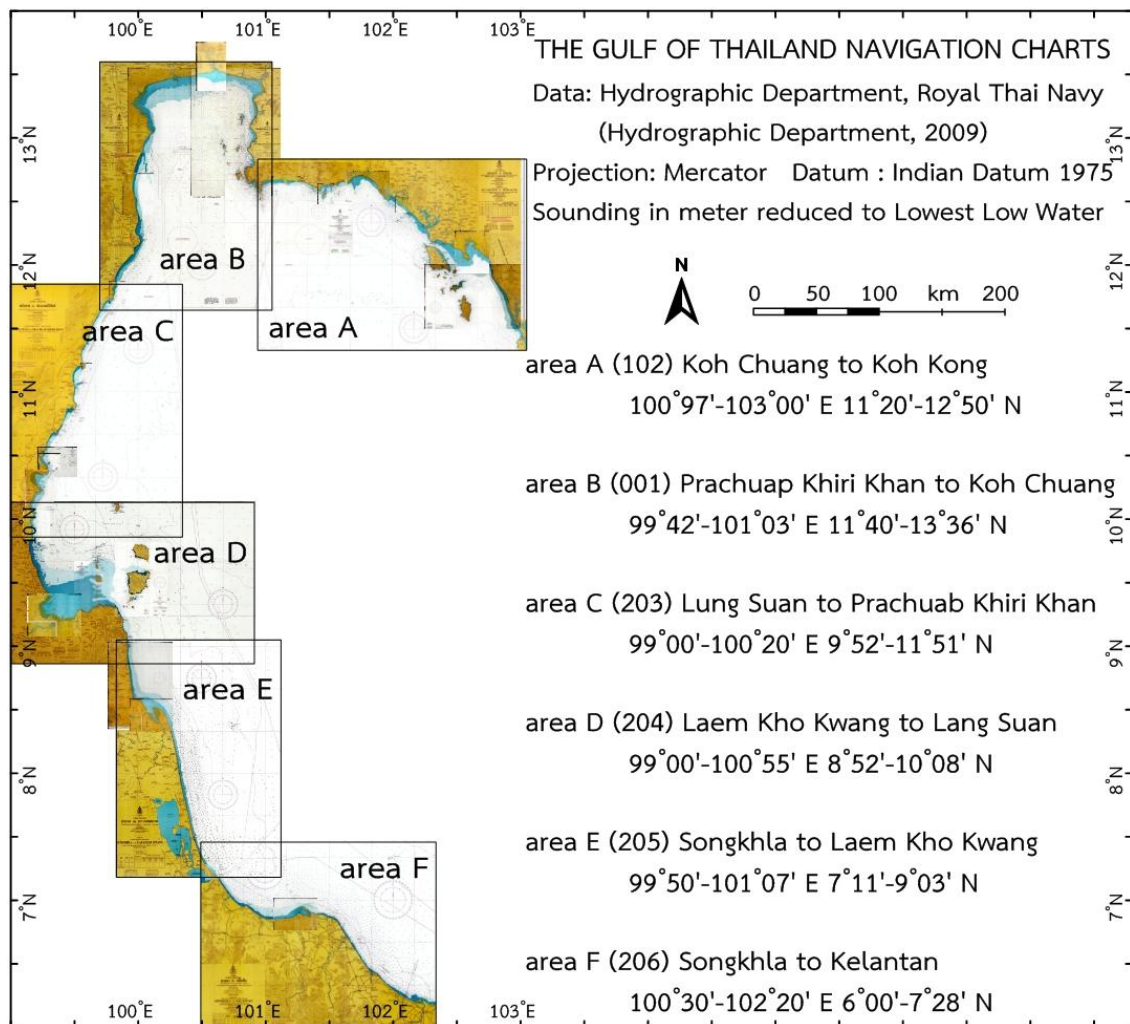 100°E 101°E 102°E 103°E
THE GULF OF THAILAND NAVIGATION CHARTS
Data: Hydrographic Department, Royal Thai Navy
(Hydrographic Department, 2009)
Projection: Mercator Datum : Indian Datum 1975
Sounding in meter reduced to Lowest Low Water
N
0 50 100 km 200
area A (102) Koh Chuang to Koh Kong
100°97'-103°00' E 11°20'-12°50' N
area B (001) Prachuap Khiri Khan to Koh Chuang
99°42'-101°03' E 11°40'-13°36' N
area C (203) Lung Suan to Prachuab Khiri Khan
99°00'-100°20' E 9°52'-11°51' N
area D (204) Laem Kho Kwang to Lang Suan
99°00'-100°55' E 8°52'-10°08' N
area E (205) Songkhla to Laem Kho Kwang
99°50'-101°07' E 7°11'-9°03' N
area F (206) Songkhla to Kelantan
100°30'-102°20' E 6°00'-7°28' N
area B
area A
area C
area D
area E
area F
13°N
12°N
11°N
10°N
9°N
8°N
7°N
13°N
12°N
11°N
10°N
9°N
8°N
7°N
100°E 101°E 102°E 103°E